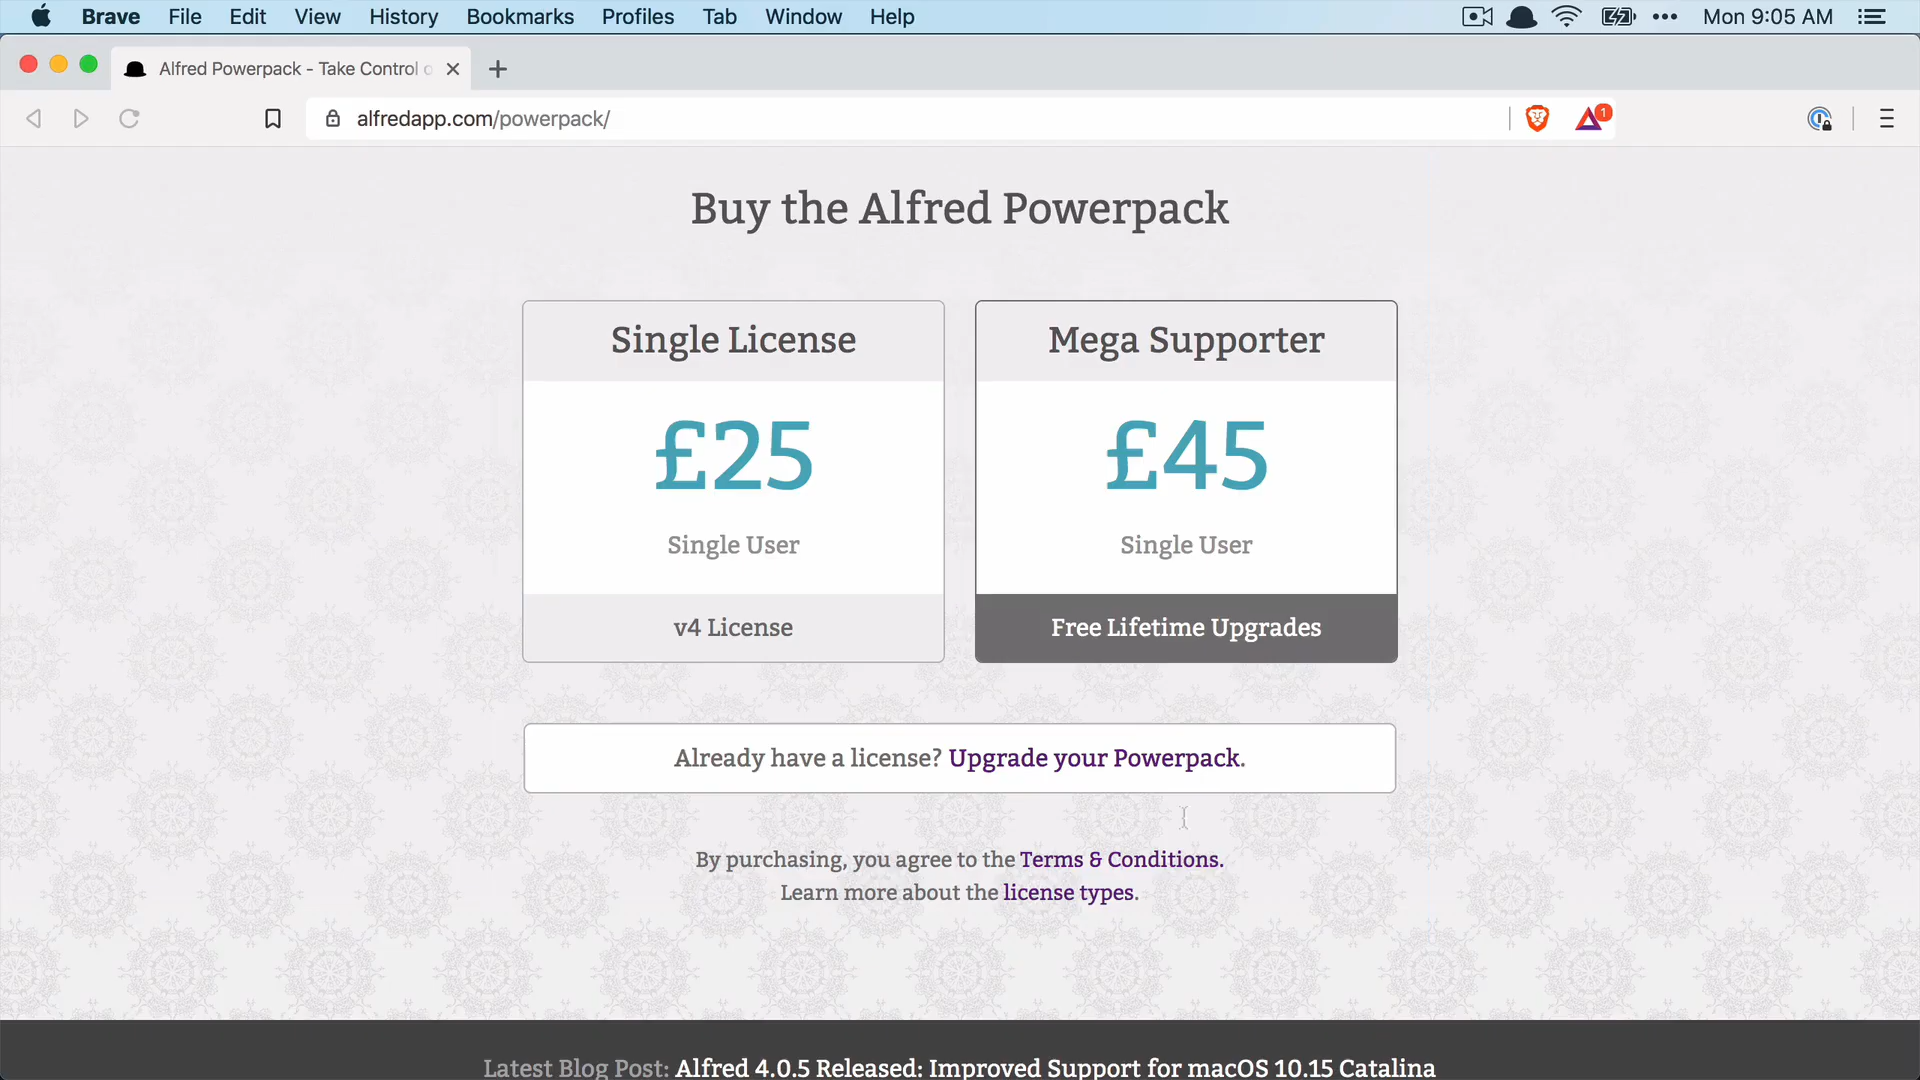 Brave File Edit View History Bookmarks Profiles Tab Window Help Mon 9:05 AM
Alfred Powerpack - Take Control o
alfredapp.com/powerpack/
1
Buy the Alfred Powerpack
Single License
£25
Single User
v4 License
Mega Supporter
£45
Single User
Free Lifetime Upgrades
Already have a license? Upgrade your Powerpack.
By purchasing, you agree to the Terms & Conditions.
Learn more about the license types.
Latest Blog Post: Alfred 4.0.5 Released: Improved Support for macOS 10.15 Catalina